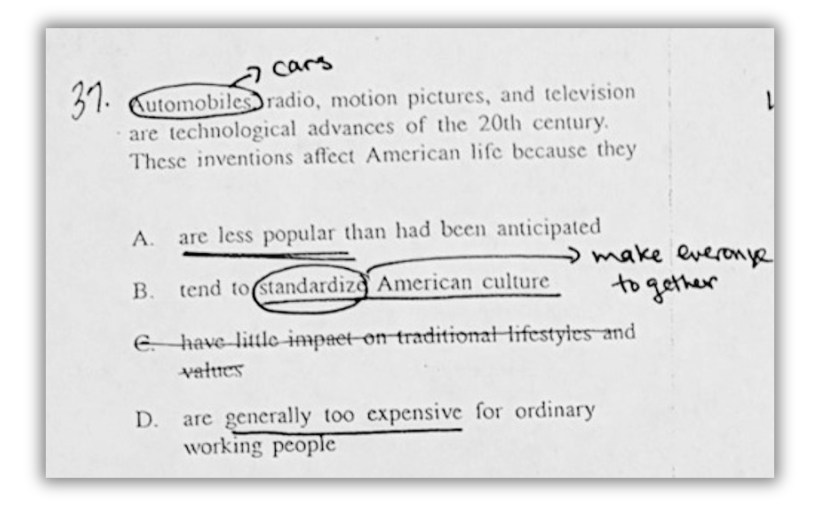 cars
37. Automobiles, radio, motion pictures, and television
are technological advances of the 20th century.
These inventions affect American life because they
A. are less popular than had been anticipated
make everonye
B. tend to standardize American culture
together
C. have little impact on traditional lifestyles and
values
D. are generally too expensive for ordinary
working people